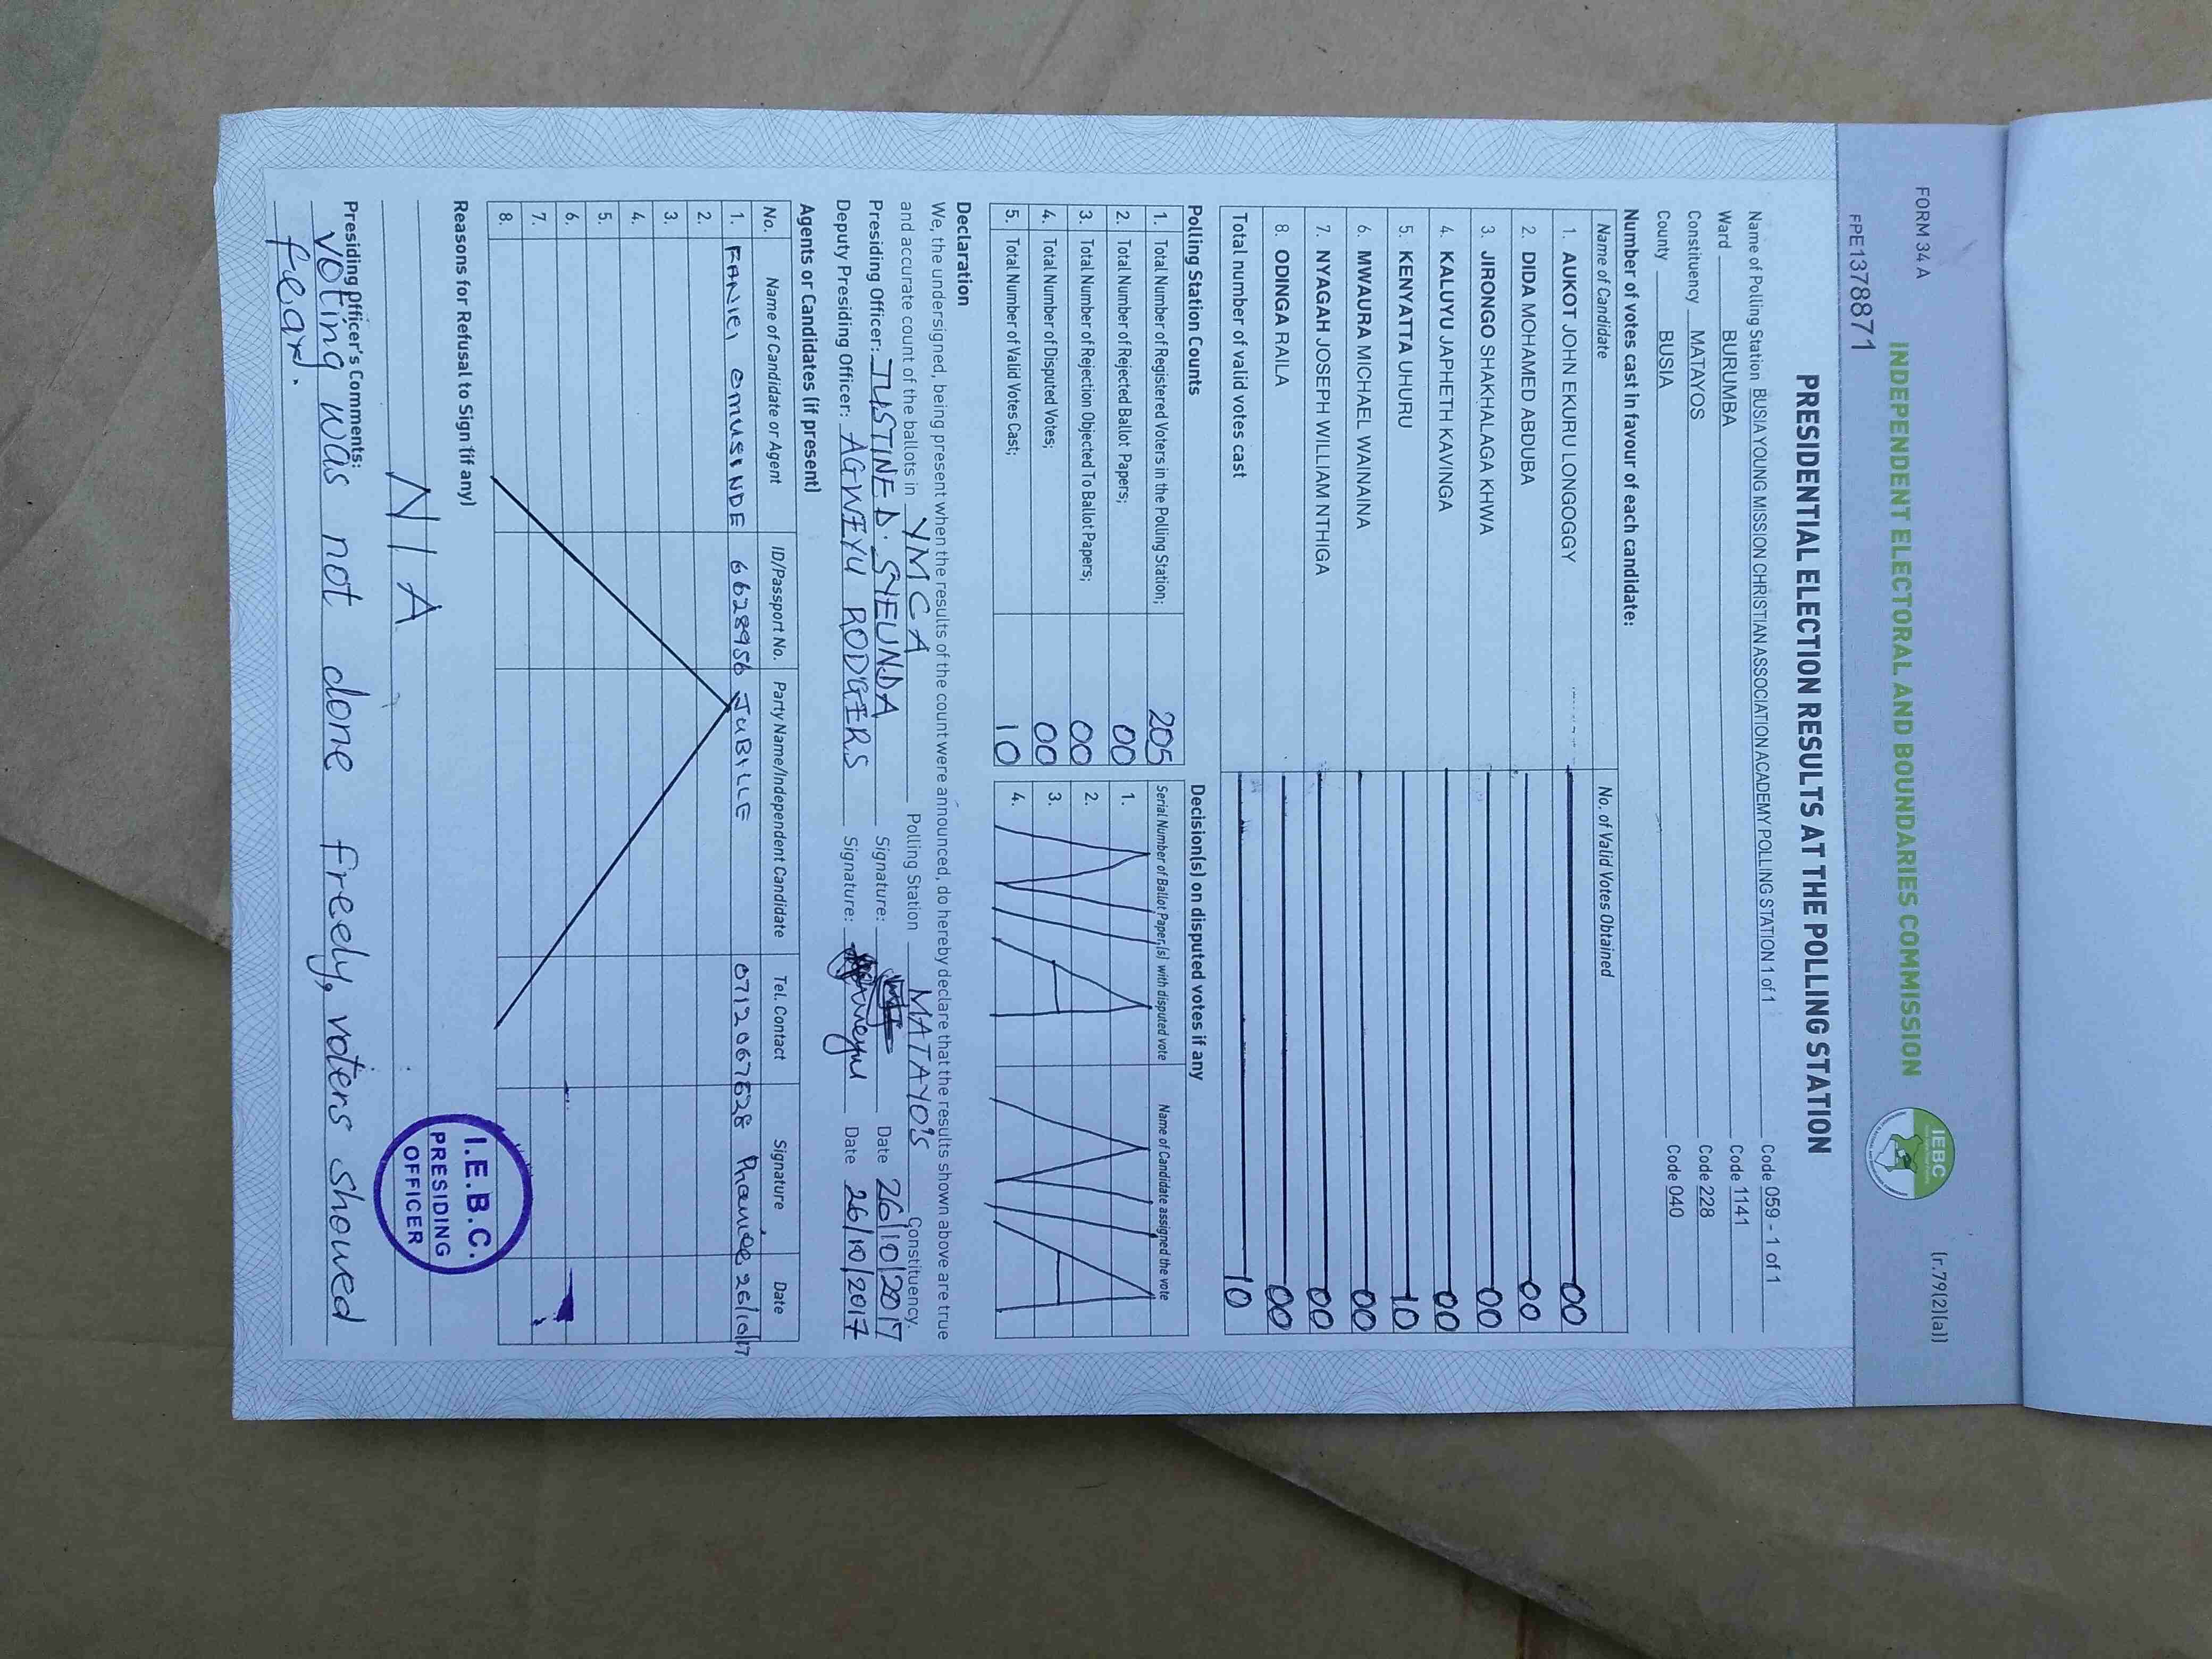 FORM 34 A
(r.79(2)(a))
INDEPENDENT ELECTORAL AND BOUNDARIES COMMISSION
IEBC
FPE137887 1
PRESIDENTIAL ELECTION RESULTS AT THE POLLING STATION
Name of Polling Station BUSIA YOUNG MISSION CHRISTIAN ASSOCIATION ACADEMY POLLING STATION 1 of 1 Code 059 - 1 of 1
Ward BURUMBA Code 1141
Constituency MATAYOS Code 228
County BUSIA Code 040
Number of votes cast in favour of each candidate:
Name of Candidate No. of Valid Votes Obtained
1. AUKOT JOHN EKURU LONGOGGY 00
2. DIDA MOHAMED ABDUBA 00
3. JIRONGO SHAKHALAGA KHWA 00
4. KALUYU JAPHETH KAVINGA 00
5. KENYATTA UHURU 10
6. MWAURA MICHAEL WAINAINA 00
7. NYAGAH JOSEPH WILLIAM NTHIGA 00
8. ODINGA RAILA 00
Total number of valid votes cast 10
Polling Station Counts Decision(s) on disputed votes if any
1. Total Number of Registered Voters in the Polling Station; 205 Serial Number of Ballot Paper(s) with disputed vote Name of Candidate assigned the vote
2. Total Number of Rejected Ballot Papers; 00 1. N/A N/A
3. Total Number of Rejection Objected To Ballot Papers; 00 2.
4. Total Number of Disputed Votes; 00 3.
5. Total Number of Valid Votes Cast; 10 4.
Declaration
We, the undersigned, being present when the results of the count were announced, do hereby declare that the results shown above are true
and accurate count of the ballots in YMCA Polling Station MATAYO'S Constituency.
Presiding Officer: JUSTINE D. SIEUNDA Signature: Date 26/10/2017
Deputy Presiding Officer: AGWEYU RODGERS Signature: Date 26/10/2017
Agents or Candidates (if present)
No. Name of Candidate or Agent ID/Passport No. Party Name/Independent Candidate Tel. Contact Signature Date
1. FANIEL OMUSINDE 6628956 JUBILLE 0712067528 26/10/17
2.
3.
4.
5.
6.
7.
8.
Reasons for Refusal to Sign (if any)
N/A
I.E.B.C.
PRESIDING
OFFICER
Presiding Officer's Comments:
voting was not done freely, voters showed
fear.